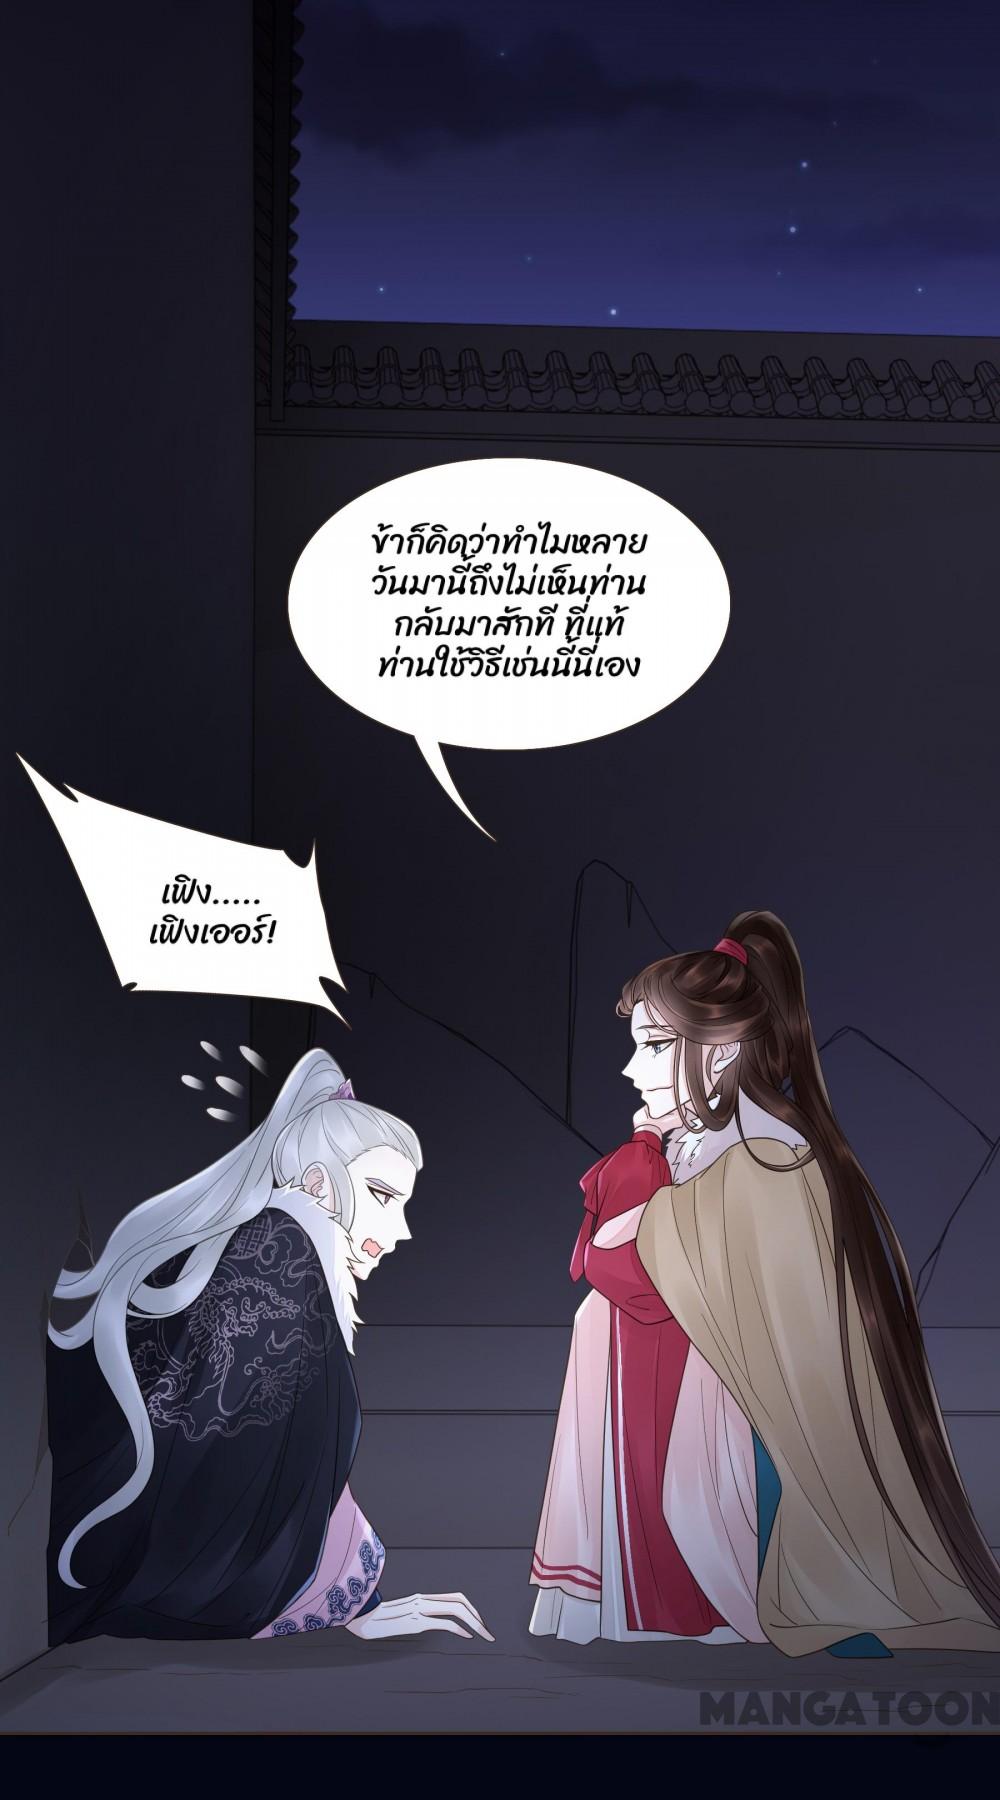 ข้าก็คิดว่าทำไมหลาย
วันมานี้ถึงไม่เห็นท่าน
กลับมาสักที ที่แท้
ท่านใช้วิธีเช่นนี้นี่เอง
เฟิง.....
เฟิงเออร์!
MANGATOON